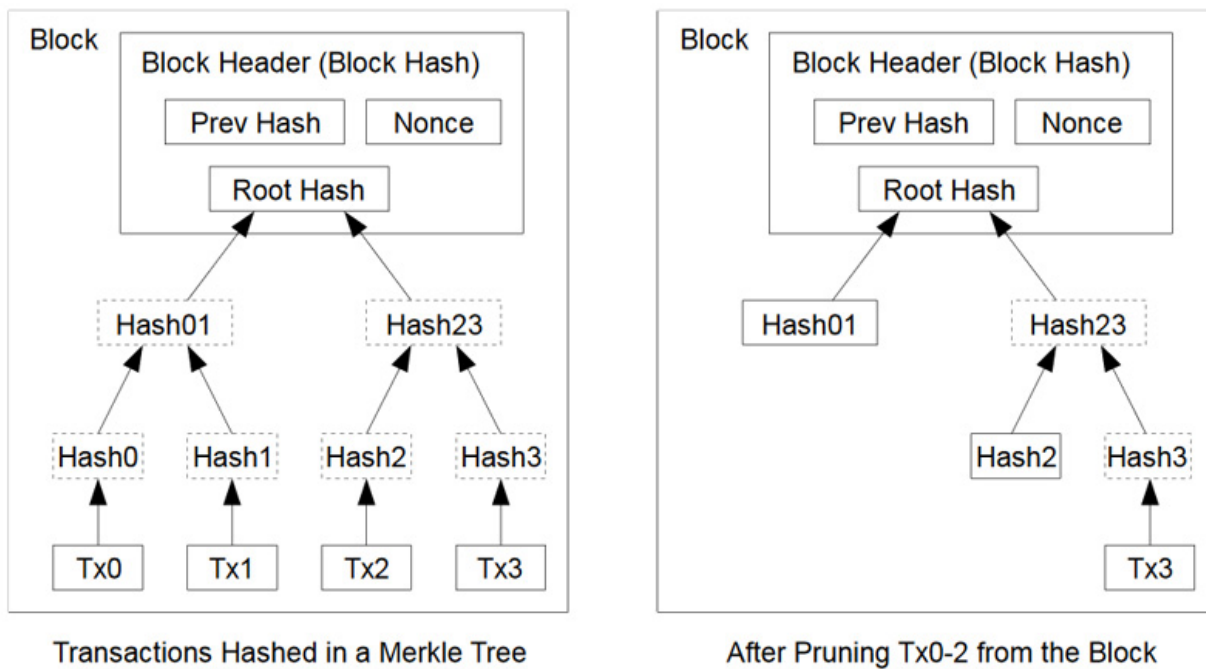 Block
Block Header (Block Hash)
Prev Hash
Nonce
Root Hash
Hash01
Hash23
Hash0
Hash1
Hash2
Hash3
Tx0
Tx1
Tx2
Tx3
Transactions Hashed in a Merkle Tree
Block
Block Header (Block Hash)
Prev Hash
Nonce
Root Hash
Hash01
Hash23
Hash2
Hash3
Tx3
After Pruning Tx0-2 from the Block